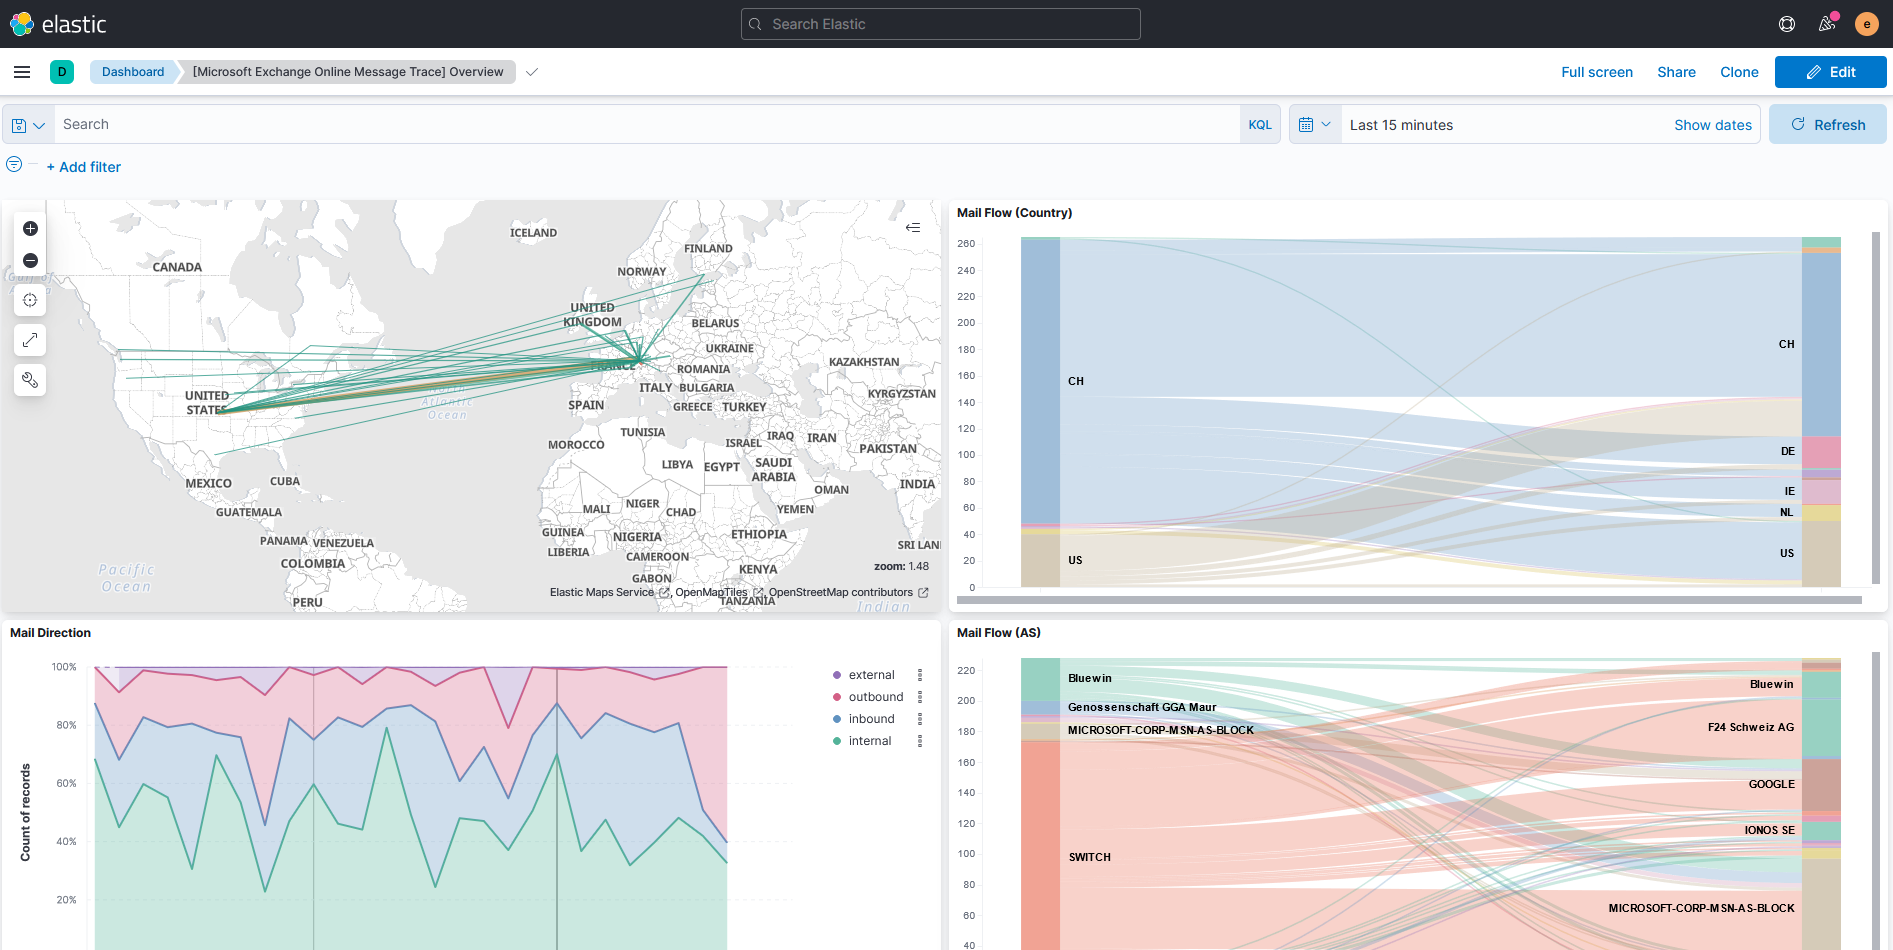 elastic
Search Elastic
e
D
Dashboard
[Microsoft Exchange Online Message Trace] Overview
Full screen
Share
Clone
Edit
Search
KQL
Last 15 minutes
Show dates
Refresh
+ Add filter
ICELAND
FINLAND
NORWAY
CANADA
Gulf of
UNITED
KINGDOM
BELARUS
UKRAINE
FRANCE
ROMANIA
KAZAKHSTAN
ITALY
BULGARIA
KYRGYZSTAN
UNITED
STATES
Atlantic
Ocean
SPAIN
GREECE
TURKEY
TUNISIA
MOROCCO
ISRAEL
IRAQ
IRAN
PAKISTAN
LIBYA
EGYPT
SAUDI
ARABIA
MEXICO
CUBA
OMAN
INDIA
GUATEMALA
MALI
NIGER
CHAD
YEMEN
GUINEA
NIGERIA
ETHIOPIA
PANAMA
VENEZUELA
LIBERIA
CAMEROON
SRI LAN
COLOMBIA
GABON
KENYA
zoom: 1.48
Pacific
Ocean
PERU
TANZANIA
Indian
Elastic Maps Service , OpenMapTiles , OpenStreetMap contributors
Mail Flow (Country)
260
240
220
200
180
160
140
120
100
80
60
40
20
0
CH
US
CH
DE
IE
NL
US
Mail Direction
100%
80%
60%
40%
20%
Count of records
external
outbound
inbound
internal
Mail Flow (AS)
220
200
180
160
140
120
100
80
60
40
Bluewin
Genossenschaft GGA Maur
MICROSOFT-CORP-MSN-AS-BLOCK
SWITCH
Bluewin
F24 Schweiz AG
GOOGLE
IONOS SE
MICROSOFT-CORP-MSN-AS-BLOCK